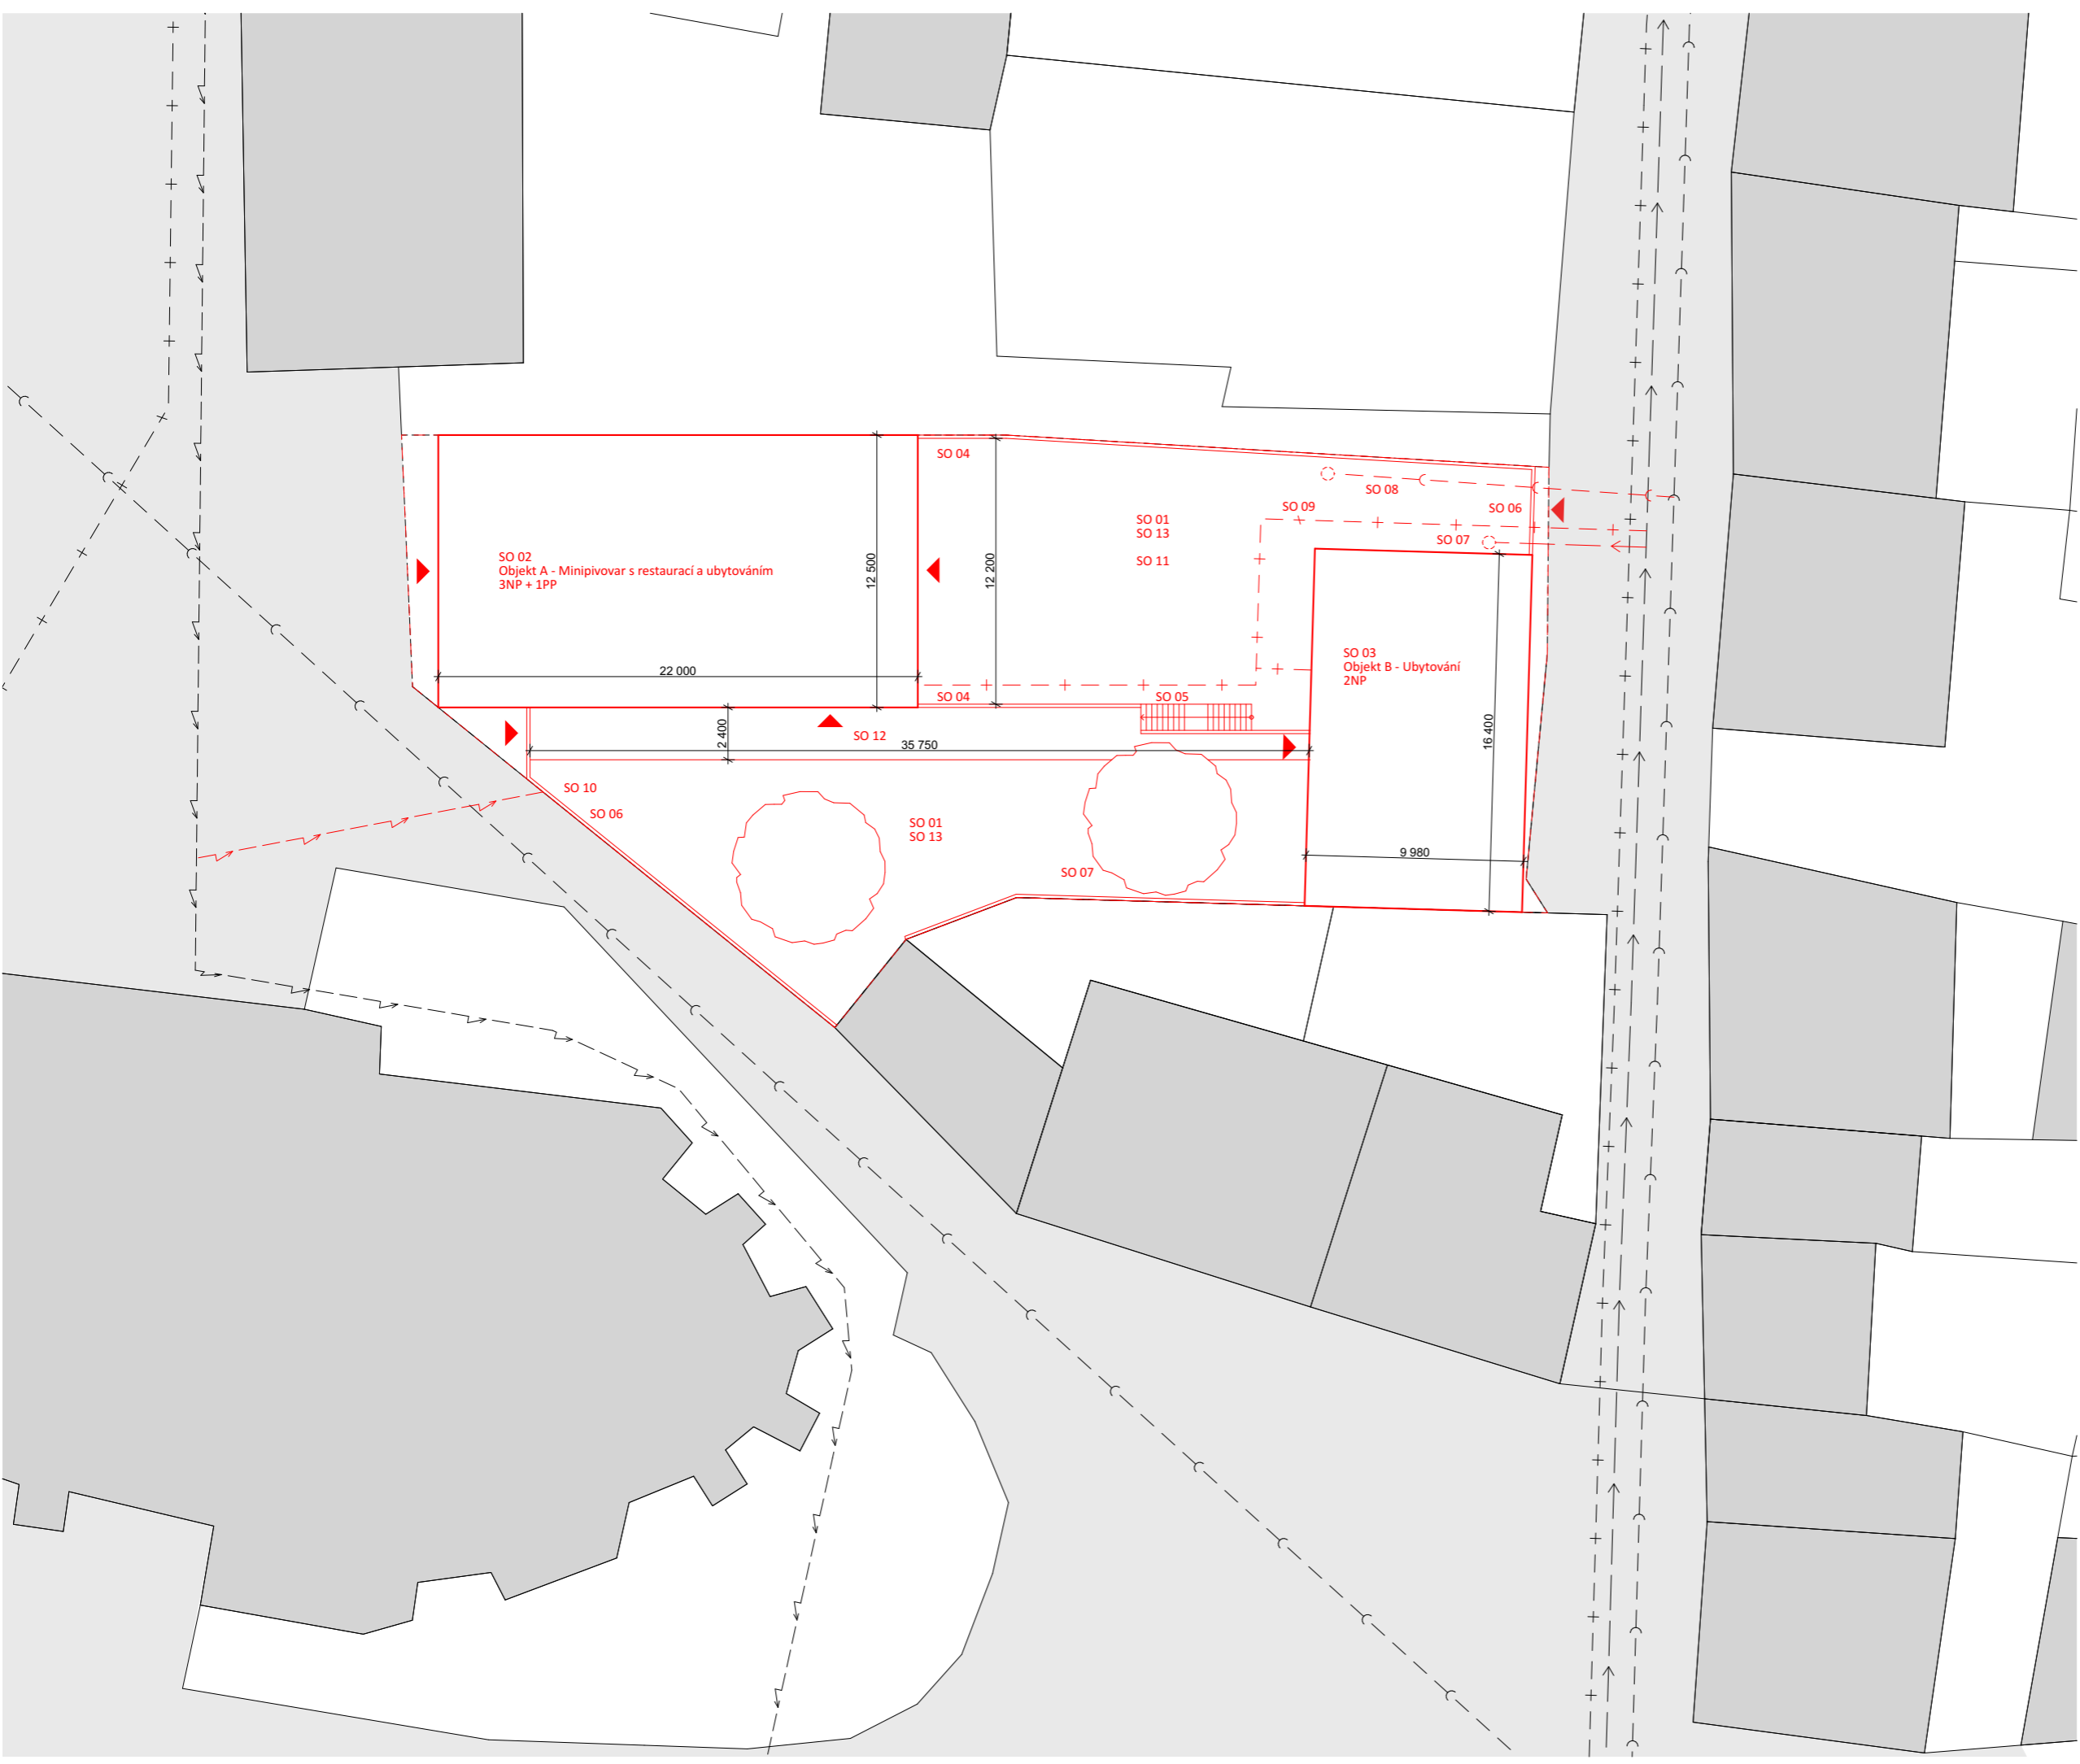 SO 04
SO 08
SO 09
SO 06
SO 01
SO 13
SO 07
SO 11
SO 02
Objekt A - Minipivovar s restaurací a ubytováním
3NP + 1PP
12 500
12 200
SO 03
Objekt B - Ubytování
2NP
22 000
SO 04
SO 05
2 400
SO 12
35 750
16 400
SO 10
SO 06
SO 01
SO 13
9 980
SO 07